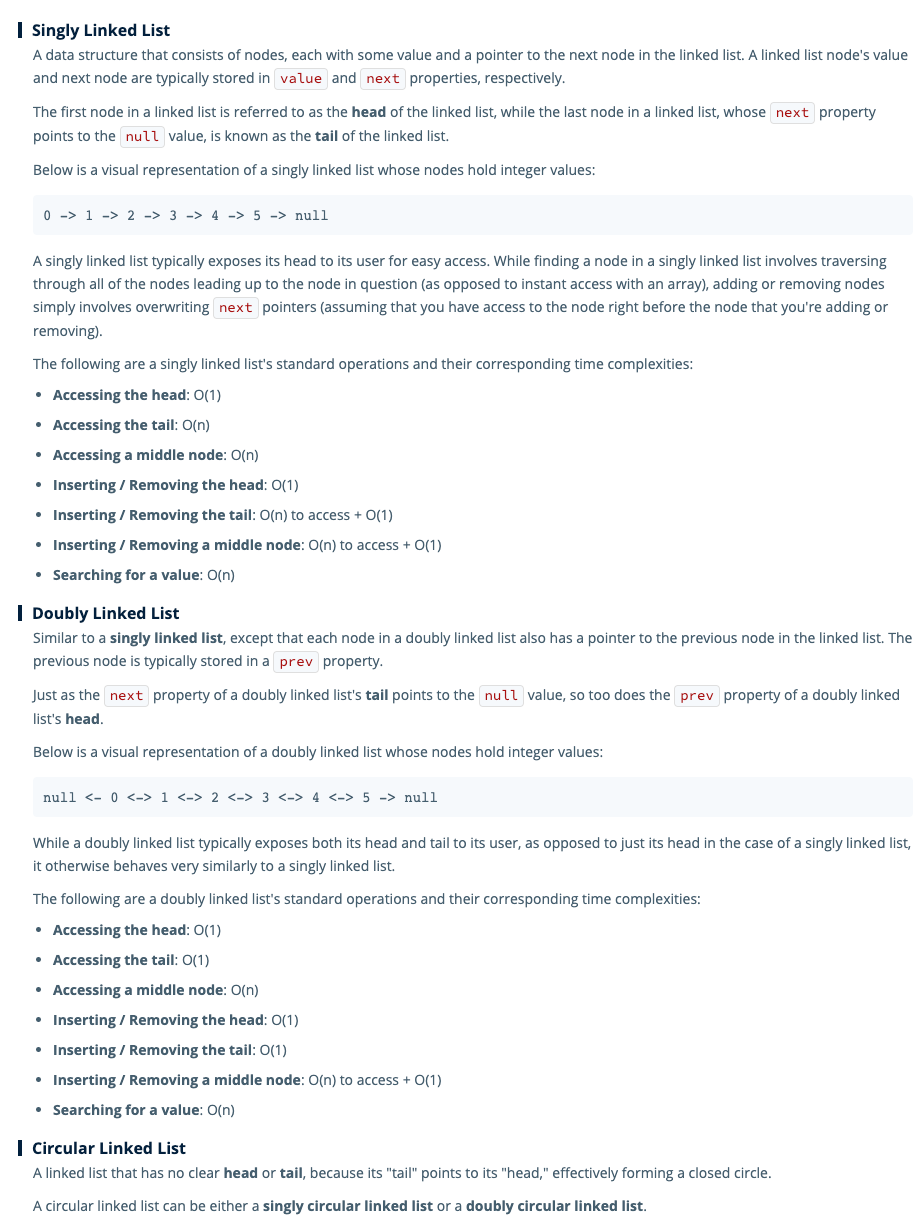 Singly Linked List
A data structure that consists of nodes, each with some value and a pointer to the next node in the linked list. A linked list node's value
and next node are typically stored in value and next properties, respectively.
The first node in a linked list is referred to as the head of the linked list, while the last node in a linked list, whose next property
points to the null value, is known as the tail of the linked list.
Below is a visual representation of a singly linked list whose nodes hold integer values:
0 -> 1 -> 2 -> 3 -> 4 -> 5 -> null
A singly linked list typically exposes its head to its user for easy access. While finding a node in a singly linked list involves traversing
through all of the nodes leading up to the node in question (as opposed to instant access with an array), adding or removing nodes
simply involves overwriting next pointers (assuming that you have access to the node right before the node that you're adding or
removing).
The following are a singly linked list's standard operations and their corresponding time complexities:
• Accessing the head: O(1)
• Accessing the tail: O(n)
• Accessing a middle node: O(n)
• Inserting / Removing the head: O(1)
• Inserting / Removing the tail: O(n) to access + O(1)
• Inserting / Removing a middle node: O(n) to access + O(1)
• Searching for a value: O(n)
Doubly Linked List
Similar to a singly linked list, except that each node in a doubly linked list also has a pointer to the previous node in the linked list. The
previous node is typically stored in a prev property.
Just as the next property of a doubly linked list's tail points to the null value, so too does the prev property of a doubly linked
list's head.
Below is a visual representation of a doubly linked list whose nodes hold integer values:
null <- 0 <-> 1 <-> 2 <-> 3 <-> 4 <-> 5 -> null
While a doubly linked list typically exposes both its head and tail to its user, as opposed to just its head in the case of a singly linked list,
it otherwise behaves very similarly to a singly linked list.
The following are a doubly linked list's standard operations and their corresponding time complexities:
• Accessing the head: O(1)
• Accessing the tail: O(1)
• Accessing a middle node: O(n)
• Inserting / Removing the head: O(1)
• Inserting / Removing the tail: O(1)
• Inserting / Removing a middle node: O(n) to access + O(1)
• Searching for a value: O(n)
Circular Linked List
A linked list that has no clear head or tail, because its "tail" points to its "head," effectively forming a closed circle.
A circular linked list can be either a singly circular linked list or a doubly circular linked list.